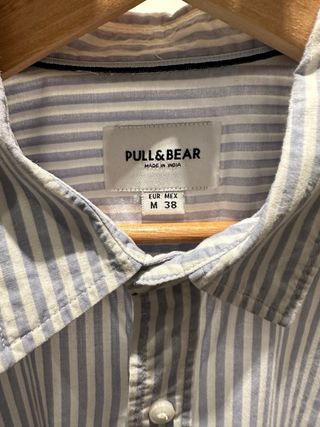 PULL&BEAR
MADE IN INDIA
EUR MEX
M 38